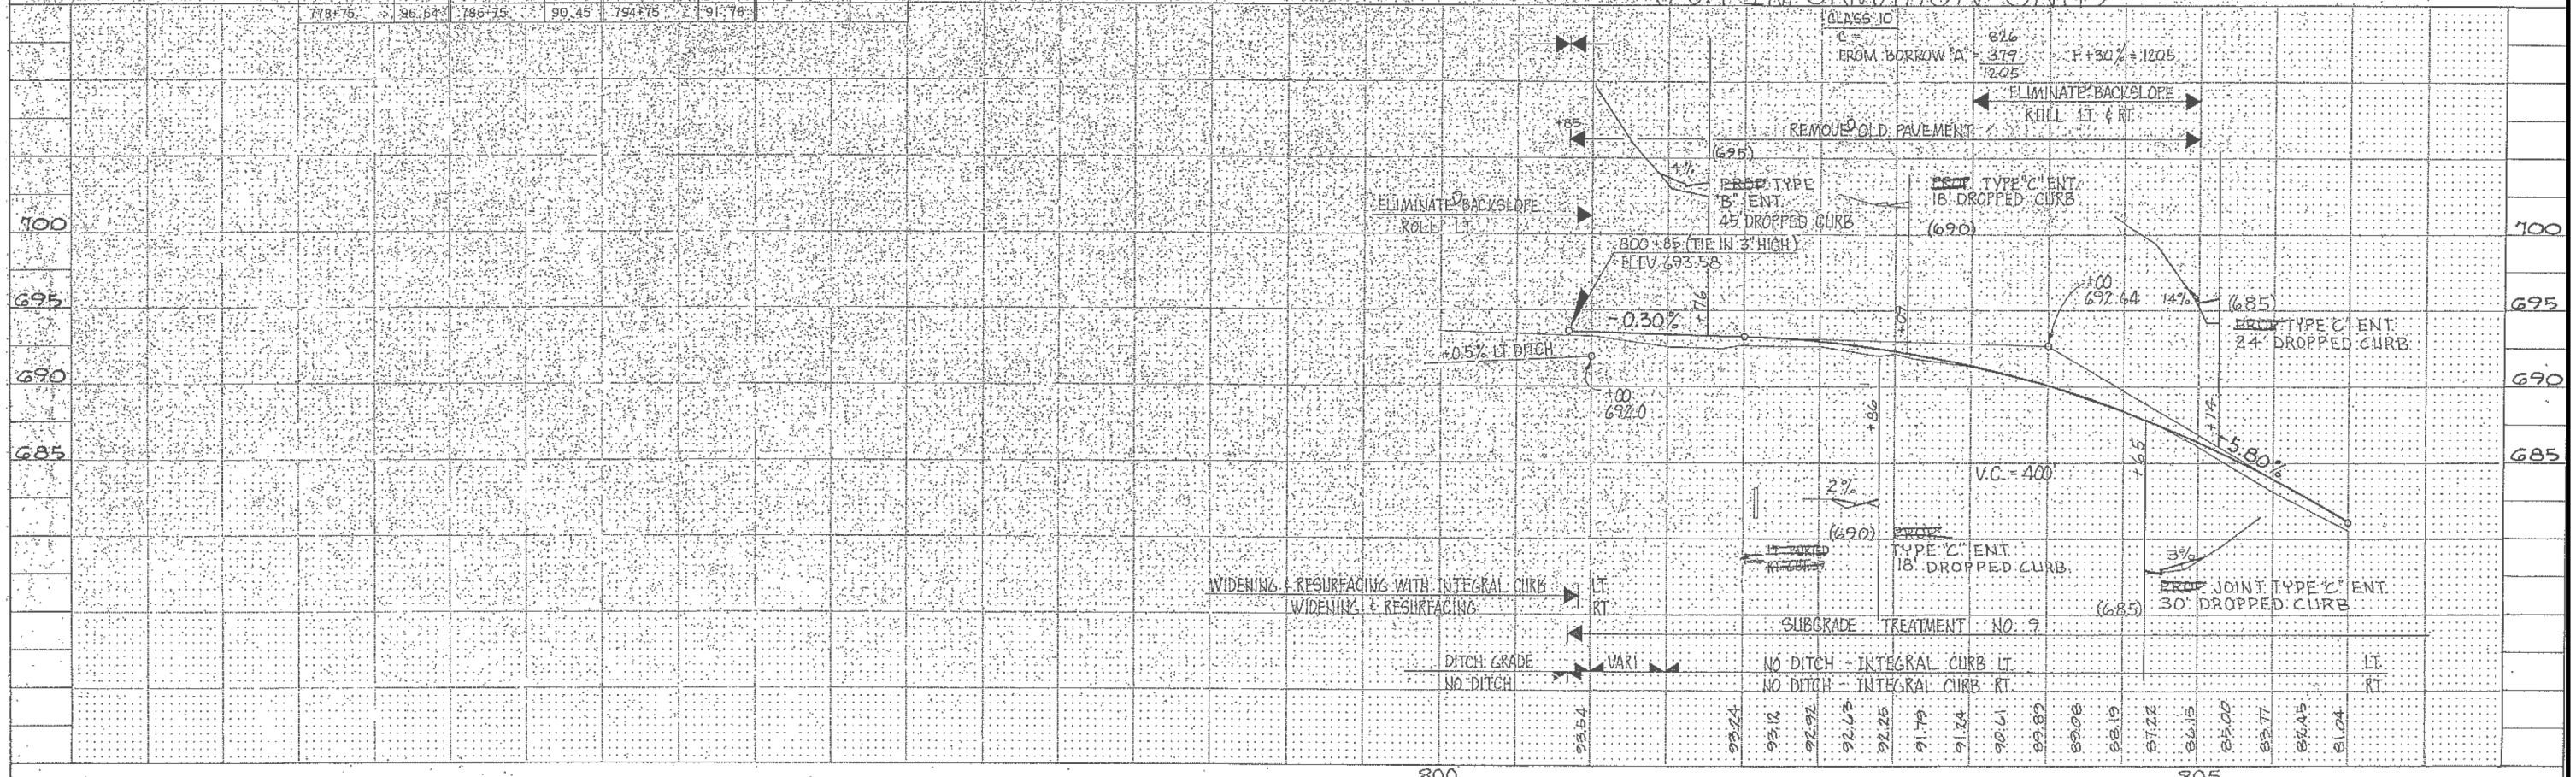 778+75 96.64 786+75 90.45 794+75 91.78
CLASS 10
C = 826
FROM BORROW "A" = 379 F+30% = 1205
1205
ELIMINATE BACKSLOPE
ROLL LT. & RT.
+85
REMOVE OLD PAVEMENT
(695)
4%
PROP TYPE
"B" ENT.
45' DROPPED CURB
PROP. TYPE "C" ENT.
18' DROPPED CURB
(690)
ELIMINATE BACKSLOPE
ROLL LT.
700
700
800+85 (TIE IN 3" HIGH)
ELEV. 693.58
+00
692.64
14%
(685)
695
695
PROP TYPE "C" ENT.
24' DROPPED CURB
-0.30%
+76
+07
+0.5% LT. DITCH
690
690
+00
692.0
+86
+14
+65
-5.80%
685
685
V.C. = 400'
2%
(690) PROP
TYPE "C" ENT.
18' DROPPED CURB
3%
PROP JOINT TYPE "C" ENT.
30' DROPPED CURB
(685)
WIDENING & RESURFACING WITH INTEGRAL CURB LT.
WIDENING & RESURFACING RT.
SUBGRADE TREATMENT NO. 9
DITCH GRADE VARI NO DITCH - INTEGRAL CURB LT. LT.
NO DITCH NO DITCH - INTEGRAL CURB RT. RT.
93.54 93.24 93.12 92.92 92.63 92.25 91.79 91.24 90.61 89.89 89.08 88.19 87.22 86.15 85.00 83.77 82.45 81.04
800 805